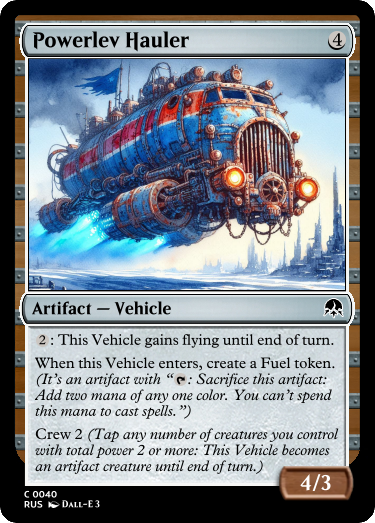 Powerlev Hauler 4
Artifact — Vehicle
2 : This Vehicle gains flying until end of turn.
When this Vehicle enters, create a Fuel token.
(It's an artifact with “: Sacrifice this artifact:
Add two mana of any one color. You can't spend
this mana to cast spells.”)
Crew 2 (Tap any number of creatures you control
with total power 2 or more: This Vehicle becomes
an artifact creature until end of turn.)
4/3
C 0040
RUS DALL-E 3